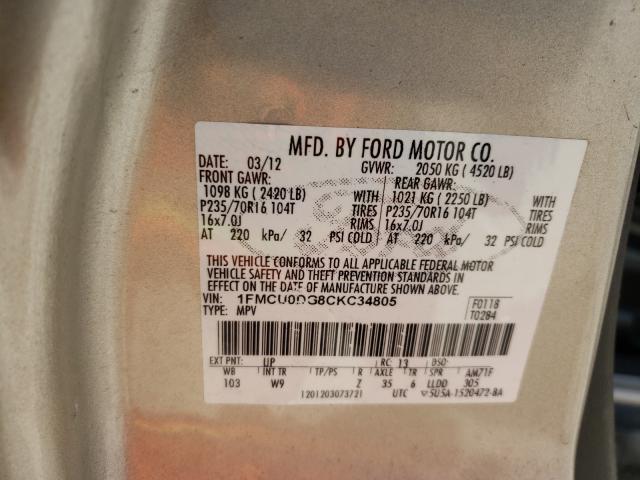 MFD. BY FORD MOTOR CO.
DATE: 03/12 GVWR: 2050 KG ( 4520 LB)
FRONT GAWR: REAR GAWR:
1098 KG ( 2420 LB) WITH 1021 KG ( 2250 LB) WITH
P235/70R16 104T TIRES P235/70R16 104T TIRES
16x7.0J RIMS 16x7.0J RIMS
AT 220 kPa/ 32 PSI COLD AT 220 kPa/ 32 PSI COLD
THIS VEHICLE CONFORMS TO ALL APPLICABLE FEDERAL MOTOR
VEHICLE SAFETY AND THEFT PREVENTION STANDARDS IN
EFFECT ON THE DATE OF MANUFACTURE SHOWN ABOVE.
VIN: 1FMCU0DG8CKC34805 F0118
TYPE: MPV T0284
EXT PNT: UP RC: 13 DSO:
WB INT TR TP/PS R AXLE TR SPR AM71F
103 W9 Z 35 6 LLDD 305
1201203073721 UTC 5U5A-1520472-BA